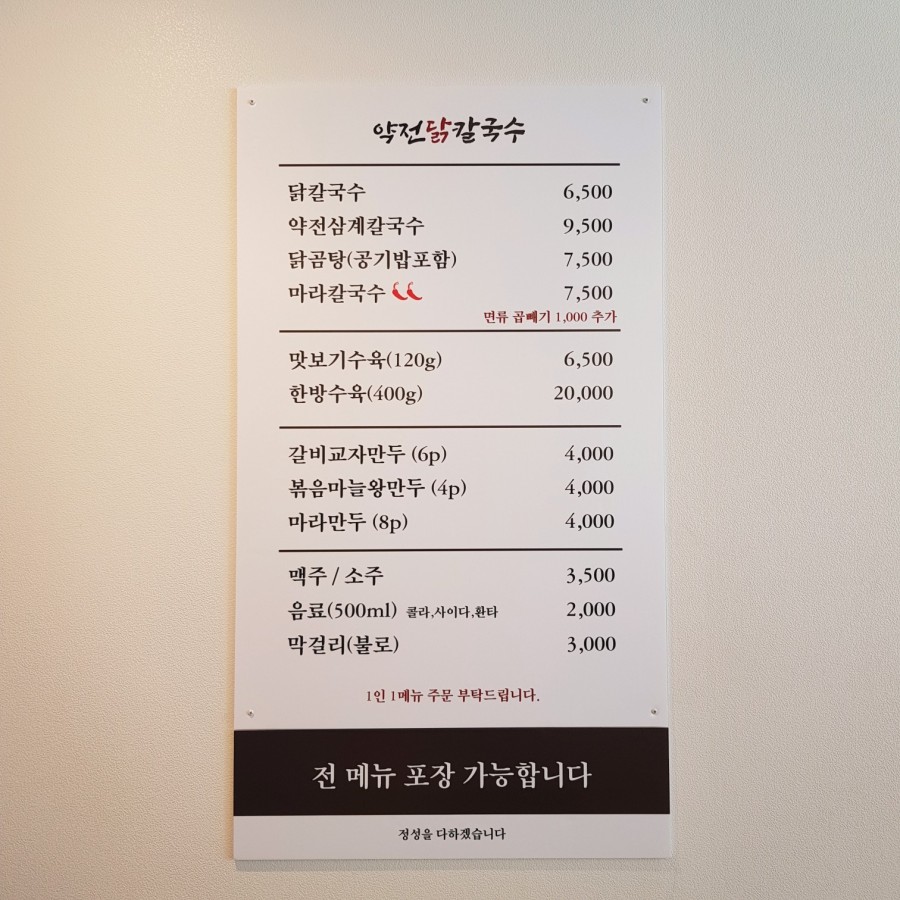 약전닭칼국수
닭칼국수 6,500
약전삼계칼국수 9,500
닭곰탕(공기밥포함) 7,500
마라칼국수 7,500
면류 곱빼기 1,000 추가
맛보기수육(120g) 6,500
한방수육(400g) 20,000
갈비교자만두 (6p) 4,000
볶음마늘왕만두 (4p) 4,000
마라만두 (8p) 4,000
맥주 / 소주 3,500
음료(500ml) 콜라,사이다,환타 2,000
막걸리(불로) 3,000
1인 1메뉴 주문 부탁드립니다.
전 메뉴 포장 가능합니다
정성을 다하겠습니다